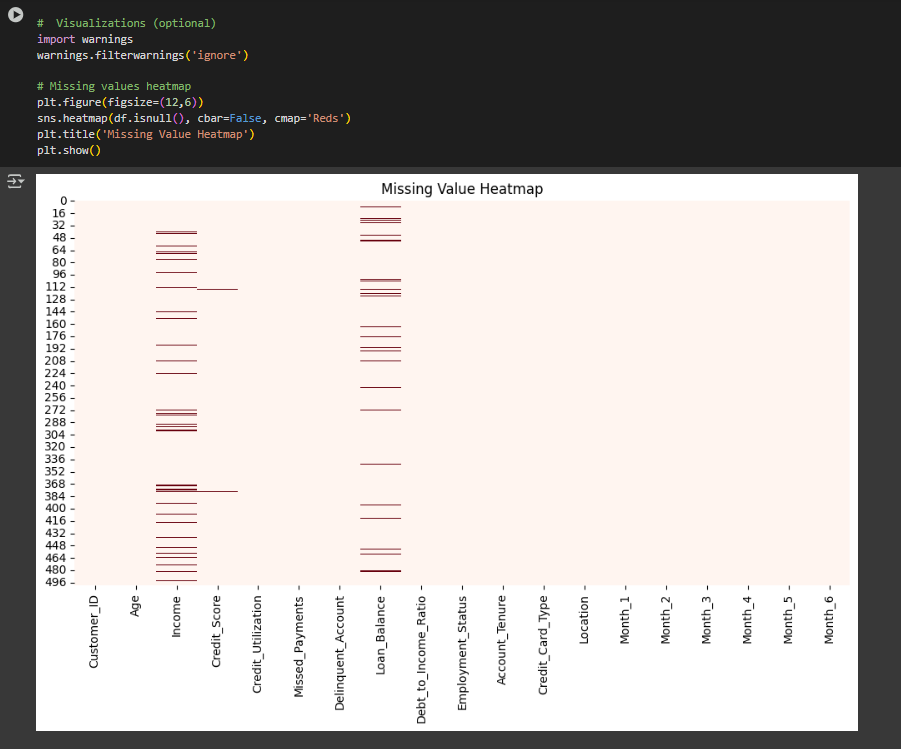 #  Visualizations (optional)
import warnings
warnings.filterwarnings('ignore')
# Missing values heatmap
plt.figure(figsize=(12,6))
sns.heatmap(df.isnull(), cbar=False, cmap='Reds')
plt.title('Missing Value Heatmap')
plt.show()
Missing Value Heatmap
0
16
32
48
64
80
96
112
128
144
160
176
192
208
224
240
256
272
288
304
320
336
352
368
384
400
416
432
448
464
480
496
Customer_ID
Age
Income
Credit_Score
Credit_Utilization
Missed_Payments
Delinquent_Account
Loan_Balance
Debt_to_Income_Ratio
Employment_Status
Account_Tenure
Credit_Card_Type
Location
Month_1
Month_2
Month_3
Month_4
Month_5
Month_6